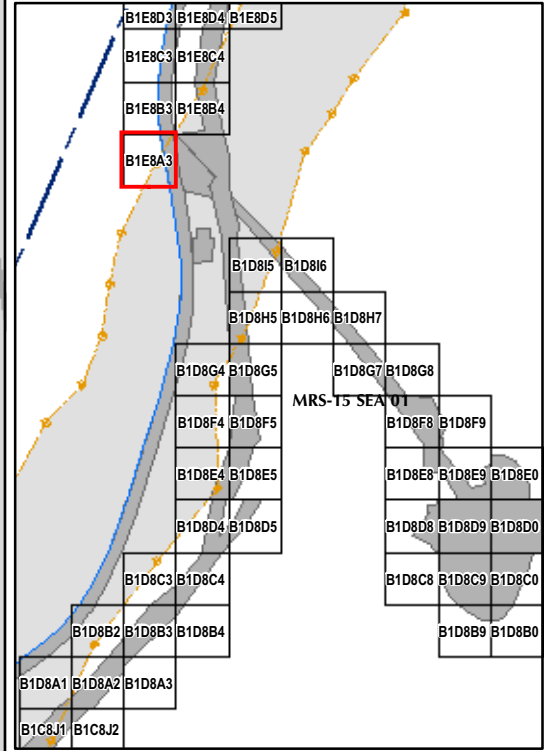 B1E8D3 B1E8D4 B1E8D5
B1E8C3 B1E8C4
B1E8B3 B1E8B4
B1E8A3
B1D8I5 B1D8I6
B1D8H5 B1D8H6 B1D8H7
B1D8G4 B1D8G5 B1D8G7 B1D8G8
MRS-15 SEA 01
B1D8F4 B1D8F5 B1D8F8 B1D8F9
B1D8E4 B1D8E5 B1D8E8 B1D8E9 B1D8E0
B1D8D4 B1D8D5 B1D8D8 B1D8D9 B1D8D0
B1D8C3 B1D8C4 B1D8C8 B1D8C9 B1D8C0
B1D8B2 B1D8B3 B1D8B4 B1D8B9 B1D8B0
B1D8A1 B1D8A2 B1D8A3
B1C8J1 B1C8J2